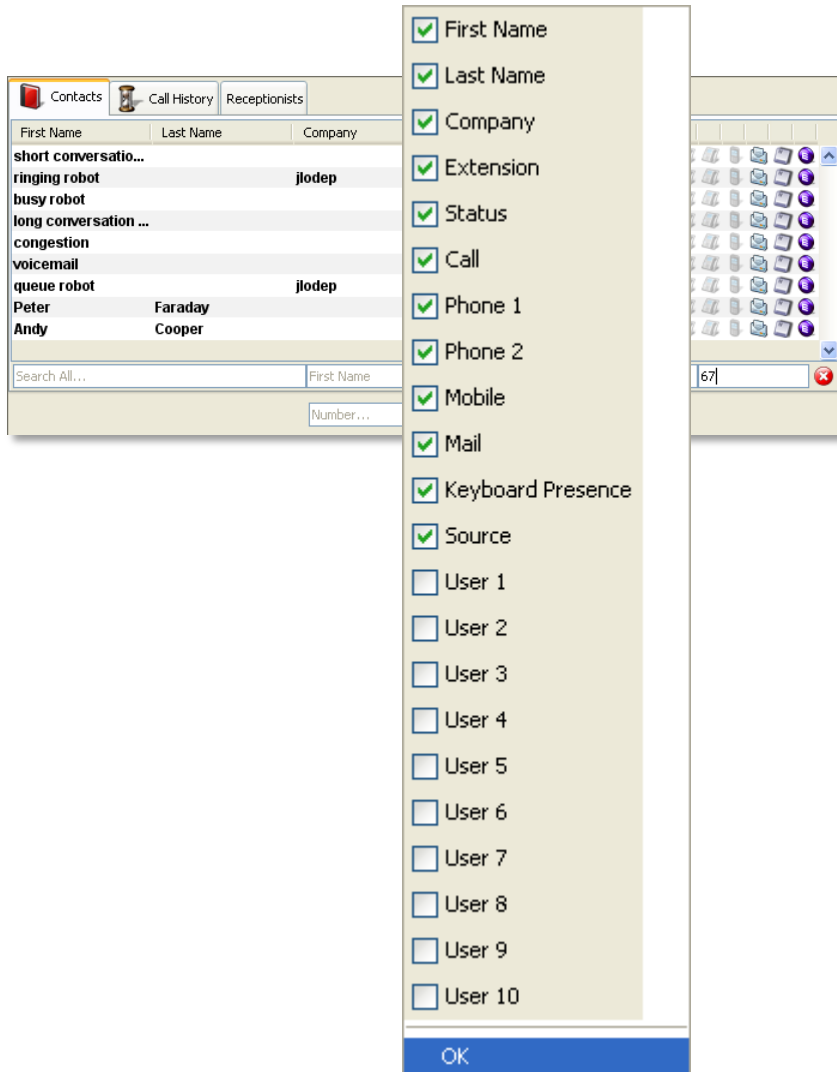 Contacts Call History Receptionists
First Name Last Name Company
short conversatio...
ringing robot jlodep
busy robot
long conversation ...
congestion
voicemail
queue robot jlodep
Peter Faraday
Andy Cooper
Search All... First Name 67
Number...
First Name
Last Name
Company
Extension
Status
Call
Phone 1
Phone 2
Mobile
Mail
Keyboard Presence
Source
User 1
User 2
User 3
User 4
User 5
User 6
User 7
User 8
User 9
User 10
OK